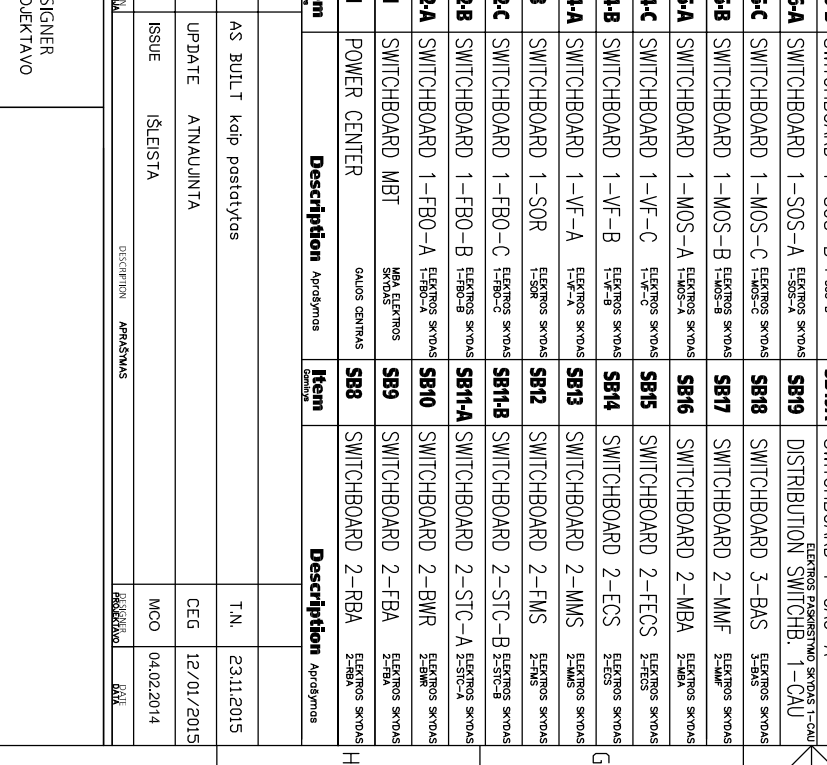 SWITCHBOARD 1-SOS-A ELEKTROS SKYDAS 1-SOS-A SB19 DISTRIBUTION SWITCHB. 1-CAU ELEKTROS PASKIRSTYMO SKYDAS 1-CAU
SWITCHBOARD 1-MOS-C ELEKTROS SKYDAS 1-MOS-C SB18 SWITCHBOARD 3-BAS ELEKTROS SKYDAS 3-BAS
SWITCHBOARD 1-MOS-B ELEKTROS SKYDAS 1-MOS-B SB17 SWITCHBOARD 2-MMF ELEKTROS SKYDAS 2-MMF
SWITCHBOARD 1-MOS-A ELEKTROS SKYDAS 1-MOS-A SB16 SWITCHBOARD 2-MBA ELEKTROS SKYDAS 2-MBA
SWITCHBOARD 1-VF-C ELEKTROS SKYDAS 1-VF-C SB15 SWITCHBOARD 2-FECS ELEKTROS SKYDAS 2-FECS
SWITCHBOARD 1-VF-B ELEKTROS SKYDAS 1-VF-B SB14 SWITCHBOARD 2-ECS ELEKTROS SKYDAS 2-ECS
SWITCHBOARD 1-VF-A ELEKTROS SKYDAS 1-VF-A SB13 SWITCHBOARD 2-MMS ELEKTROS SKYDAS 2-MMS
SWITCHBOARD 1-SOR ELEKTROS SKYDAS 1-SOR SB12 SWITCHBOARD 2-FMS ELEKTROS SKYDAS 2-FMS
2-C SWITCHBOARD 1-FBO-C ELEKTROS SKYDAS 1-FBO-C SB11-B SWITCHBOARD 2-STC-B ELEKTROS SKYDAS 2-STC-B
2-B SWITCHBOARD 1-FBO-B ELEKTROS SKYDAS 1-FBO-B SB11-A SWITCHBOARD 2-STC-A ELEKTROS SKYDAS 2-STC-A
2-A SWITCHBOARD 1-FBO-A ELEKTROS SKYDAS 1-FBO-A SB10 SWITCHBOARD 2-BWR ELEKTROS SKYDAS 2-BWR
SWITCHBOARD MBT MBA ELEKTROS SKYDAS SB9 SWITCHBOARD 2-FBA ELEKTROS SKYDAS 2-FBA
POWER CENTER GALIOS CENTRAS SB8 SWITCHBOARD 2-RBA ELEKTROS SKYDAS 2-RBA
Description Aprašymas Item Gaminys Description Aprašymas
AS BUILT kaip pastatytas T.N. 23.11.2015
UPDATE ATNAUJINTA CEG 12/01/2015
ISSUE IŠLEISTA MCO 04.02.2014
DESCRIPTION APRAŠYMAS DESIGNER PROJEKTAVO DATE DATA
G
H